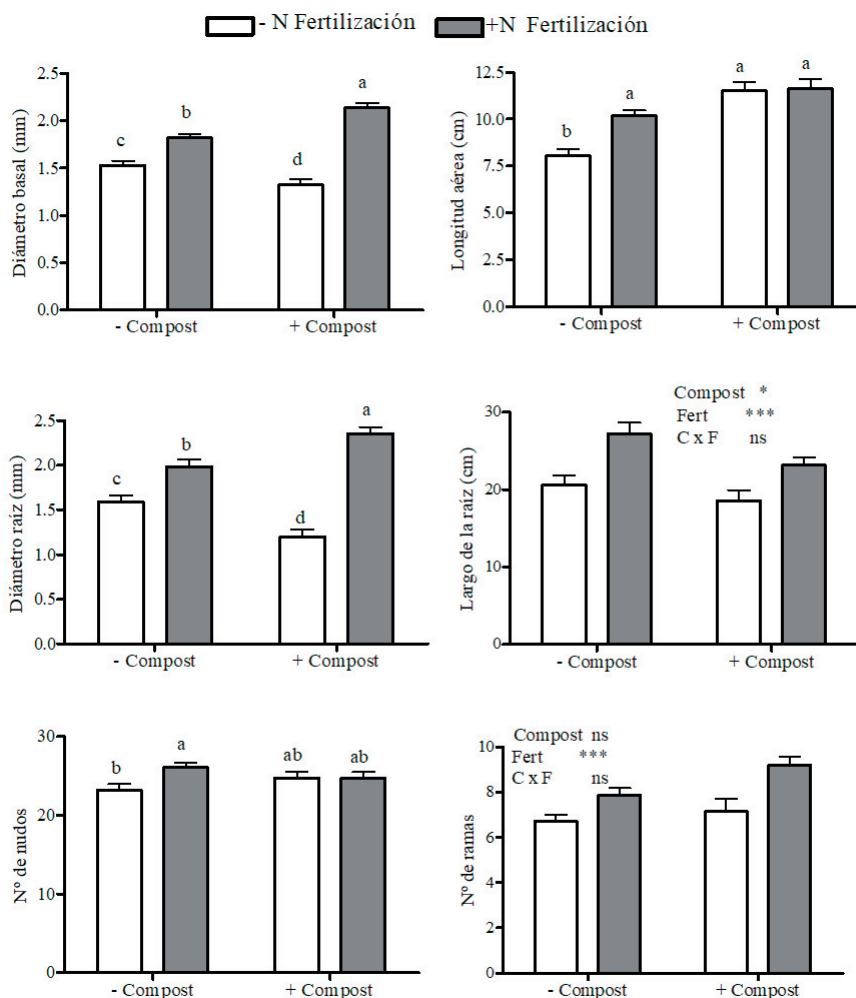 - N Fertilización +N Fertilización
Diámetro basal (mm)
2.5
2.0
1.5
1.0
0.5
0.0
c
b
d
a
- Compost + Compost
Longitud aérea (cm)
12.5
10.0
7.5
5.0
2.5
0.0
b
a
a
a
- Compost + Compost
Diámetro raíz (mm)
2.5
2.0
1.5
1.0
0.5
0.0
c
b
d
a
- Compost + Compost
Compost *
Fert ***
C x F ns
Largo de la raíz (cm)
30
20
10
0
- Compost + Compost
Nº de nudos
30
20
10
0
b
a
ab
ab
- Compost + Compost
Compost ns
Fert ***
C x F ns
Nº de ramas
10
8
6
4
2
0
- Compost + Compost